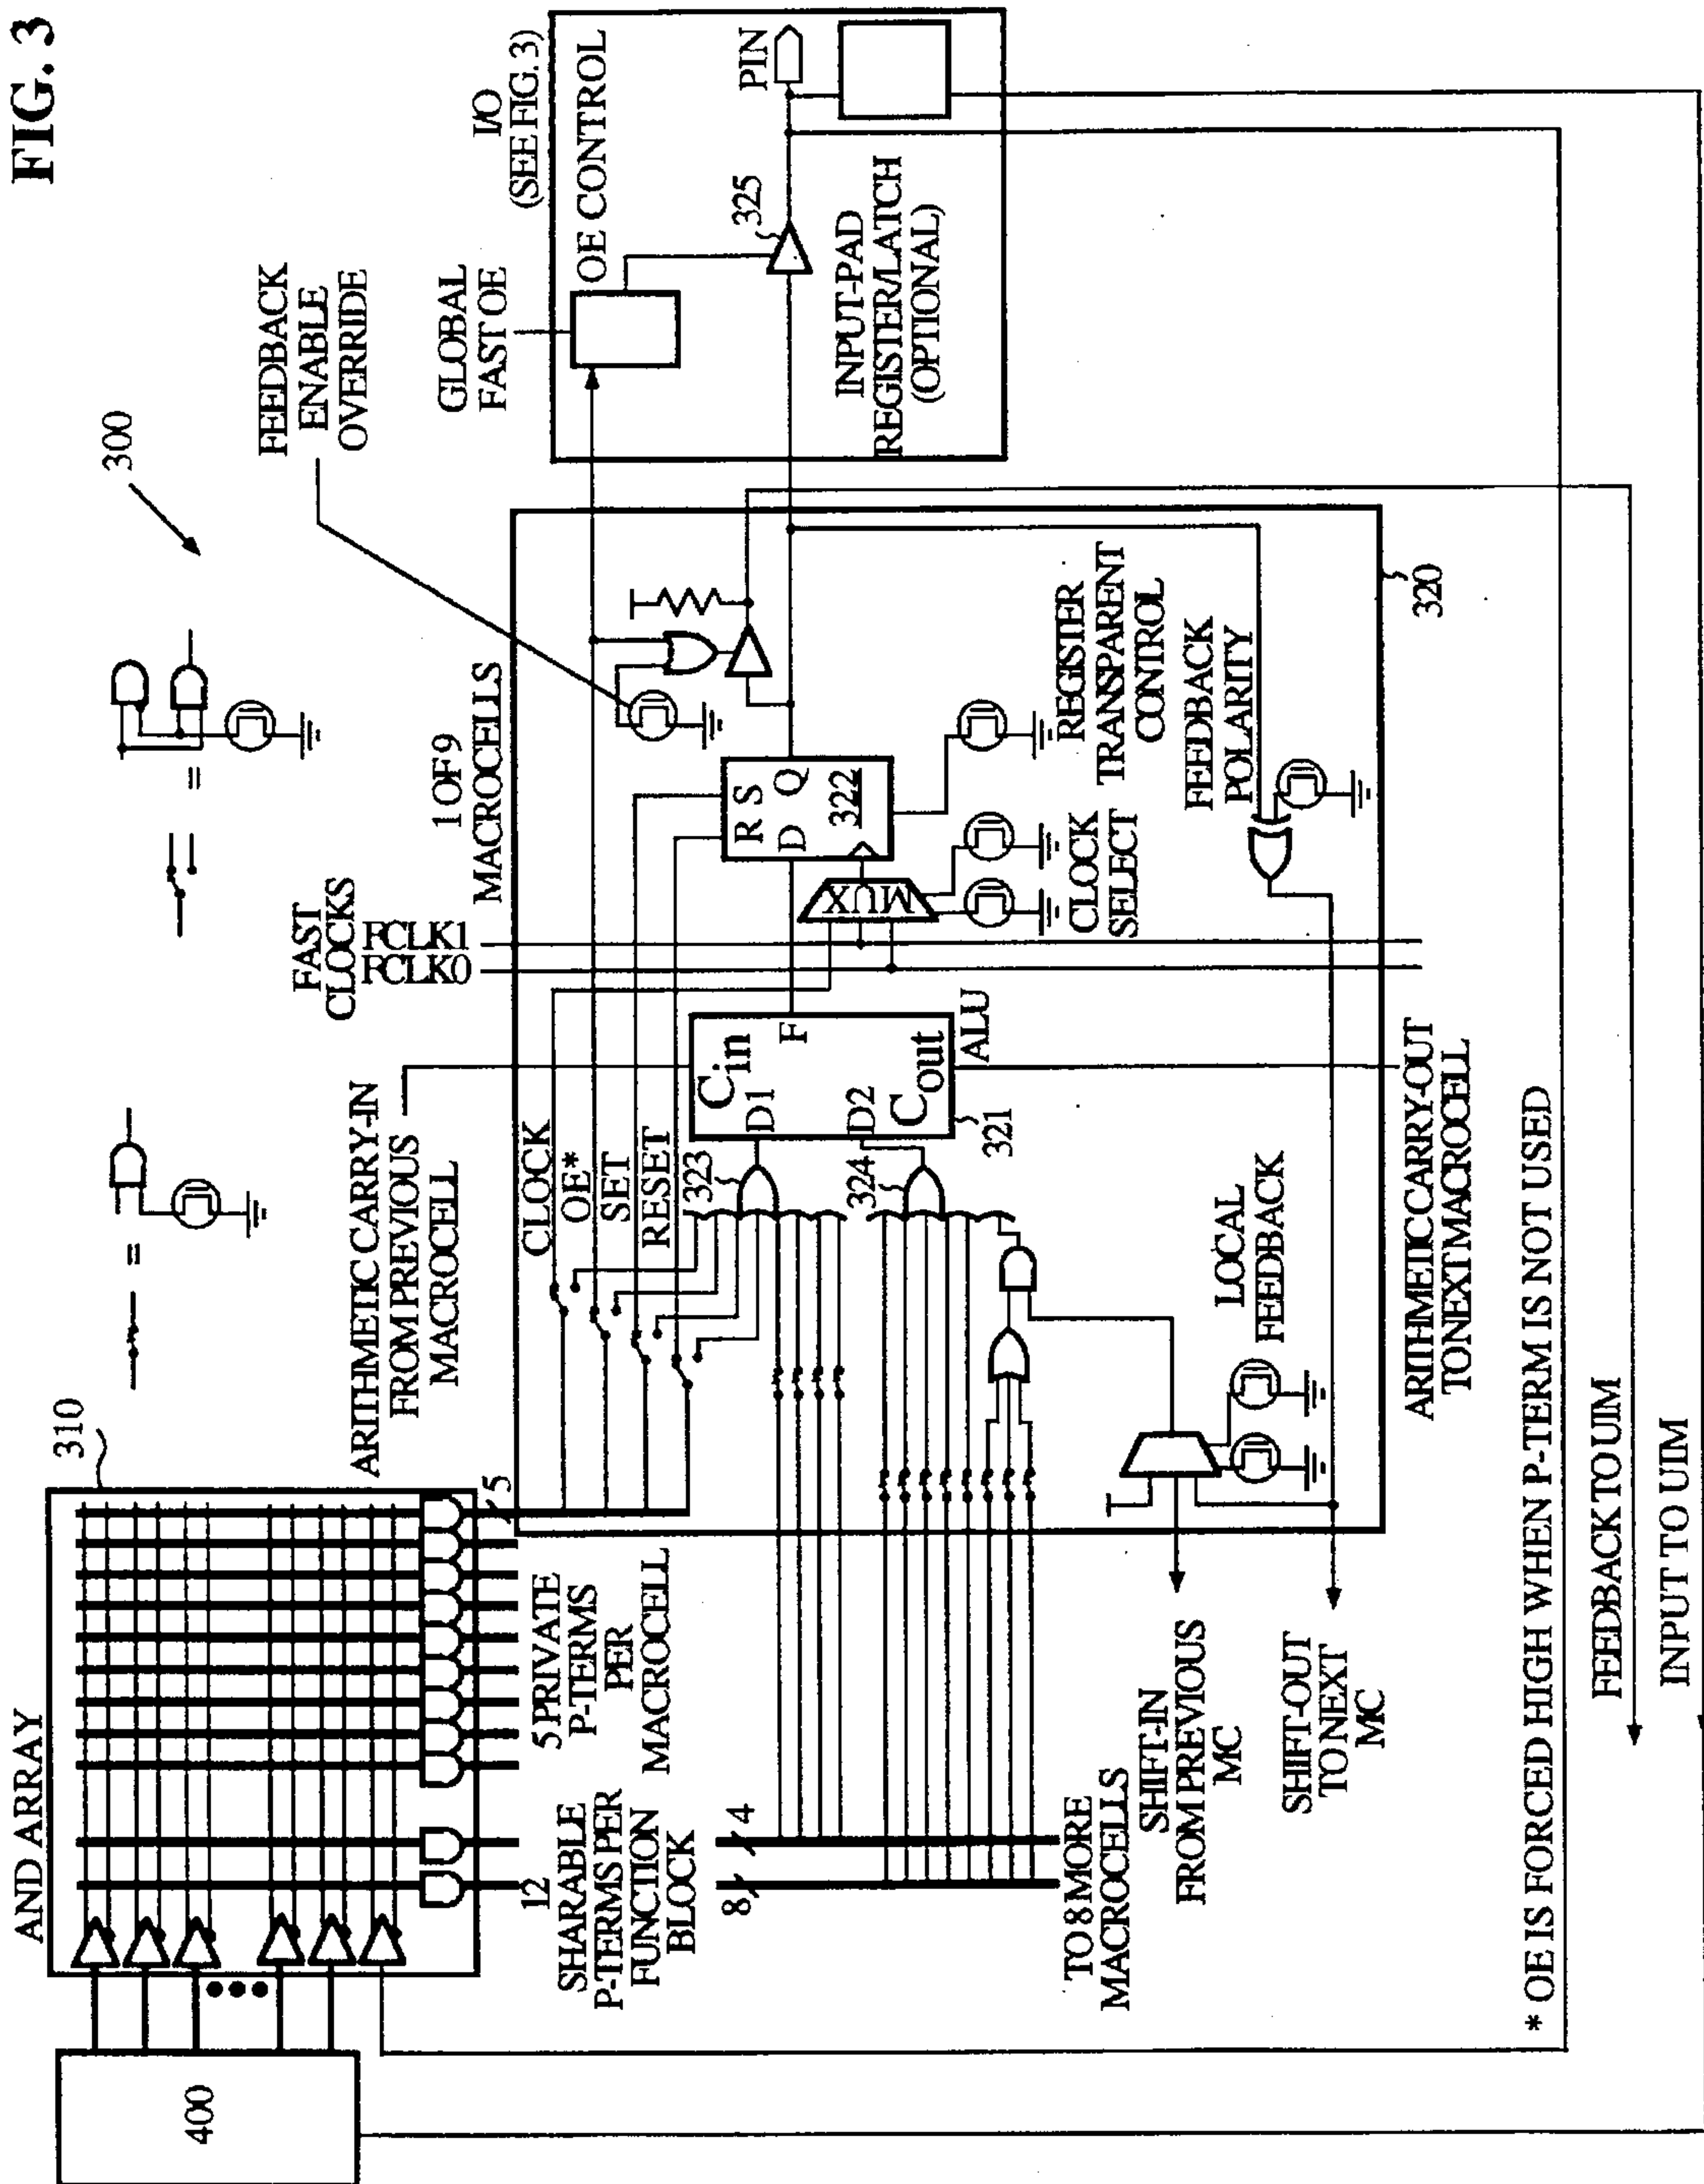 FIG. 3
AND ARRAY
310
300
400
12
SHARABLE
P-TERMS PER
FUNCTION
BLOCK
5 PRIVATE
P-TERMS
PER
MACROCELL
5
8
4
TO 8 MORE
MACROCELLS
=
=
ARITHMETIC CARRY-IN
FROM PREVIOUS
MACROCELL
FAST
CLOCKS
FCLK1
FCLK0
1 OF 9
MACROCELLS
FEEDBACK
ENABLE
OVERRIDE
GLOBAL
FAST OE
I/O
(SEE FIG. 3)
OE CONTROL
325
PIN
INPUT-PAD
REGISTER/LATCH
(OPTIONAL)
CLOCK
OE*
SET
RESET
323
324
Cin
D1
F
D2
Cout
321
ALU
R S
D Q
322
MUX
CLOCK
SELECT
REGISTER
TRANSPARENT
CONTROL
FEEDBACK
POLARITY
320
LOCAL
FEEDBACK
SHIFT-IN
FROM PREVIOUS
MC
SHIFT-OUT
TO NEXT
MC
ARITHMETIC CARRY-OUT
TO NEXT MACROCELL
* OE IS FORCED HIGH WHEN P-TERM IS NOT USED
FEEDBACK TO UIM
INPUT TO UIM